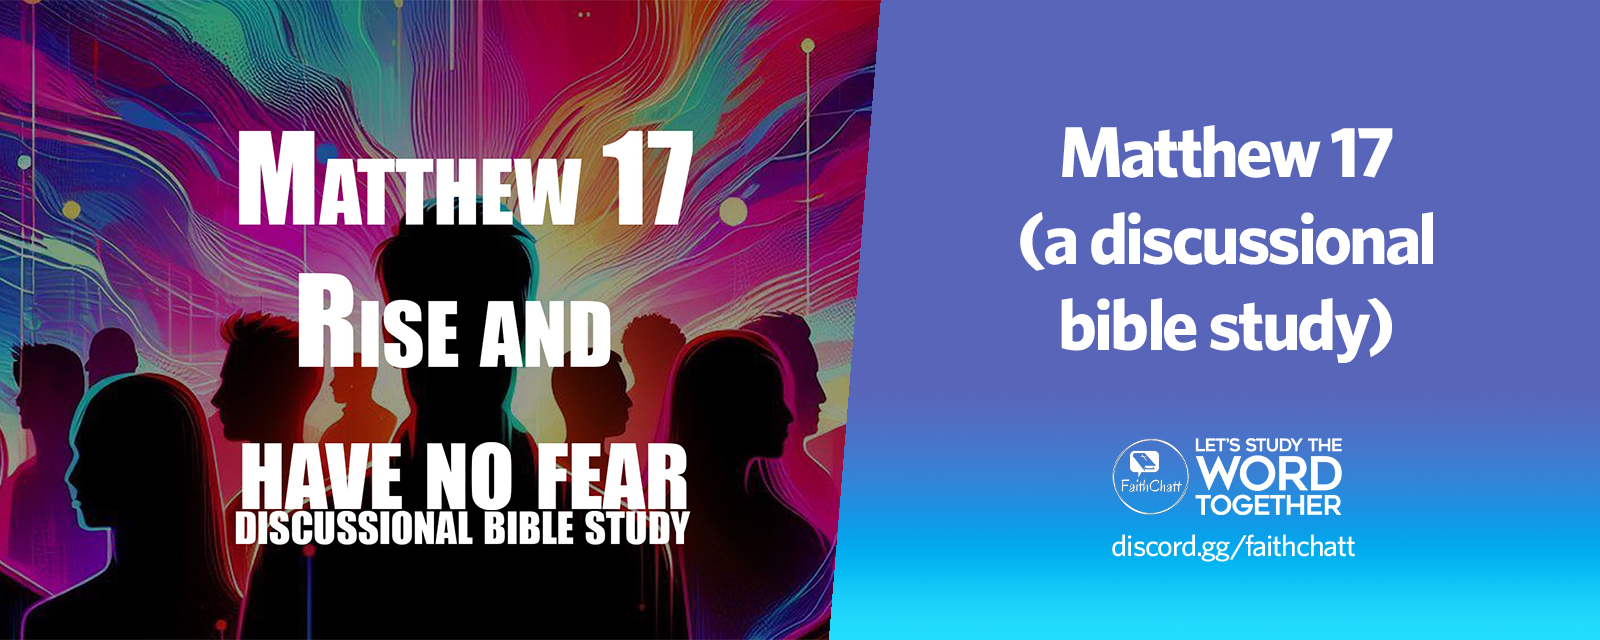 Matthew 17
Rise and
have no fear
DISCUSSIONAL BIBLE STUDY
Matthew 17
(a discussional
bible study)
FaithChatt
LET'S STUDY THE
WORD
TOGETHER
discord.gg/faithchatt